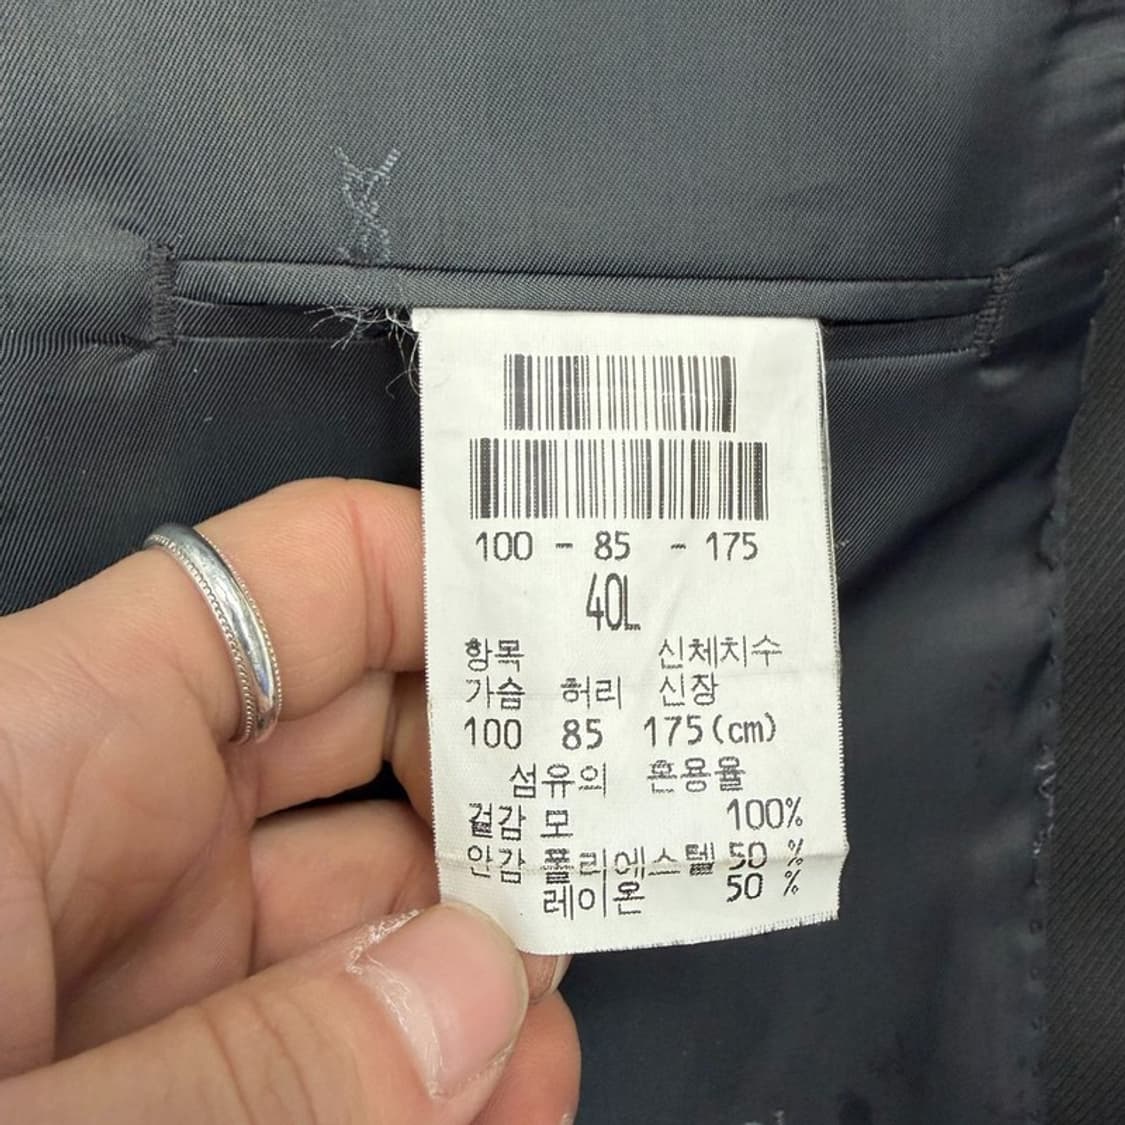 100 - 85 - 175
40L
항목 신체치수
가슴 허리 신장
100 85 175(cm)
섬유의 혼용율
겉감 모 100%
안감 폴리에스텔 50 %
레이온 50 %